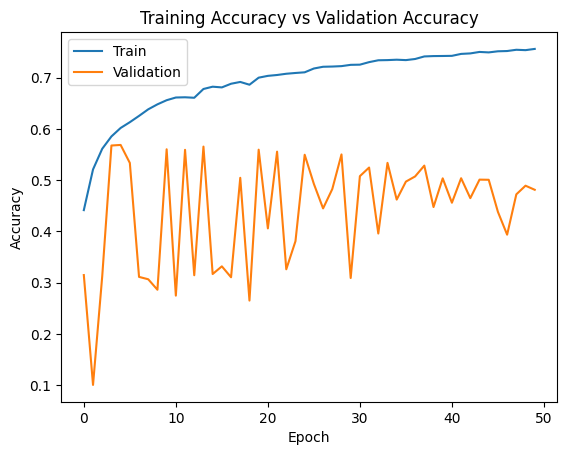 Training Accuracy vs Validation Accuracy
Train
Validation
Accuracy
0.7
0.6
0.5
0.4
0.3
0.2
0.1
0 10 20 30 40 50
Epoch